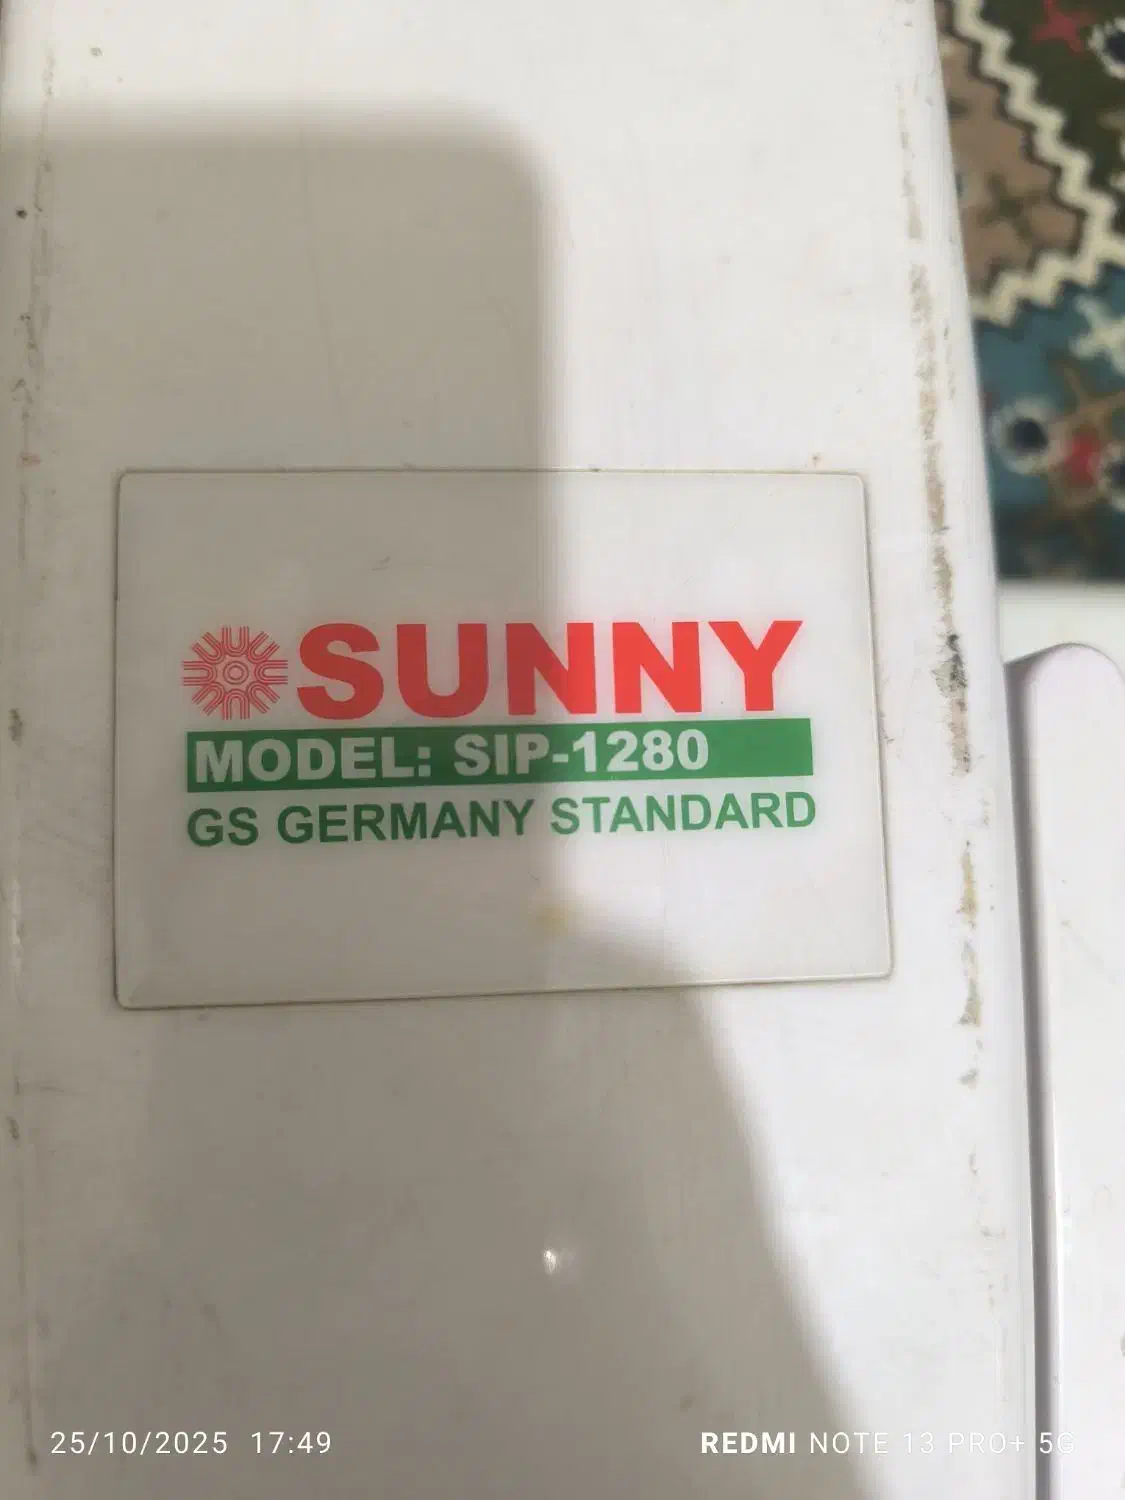 SUNNY
MODEL: SIP-1280
GS GERMANY STANDARD
25/10/2025 17:49
REDMI NOTE 13 PRO+ 5G